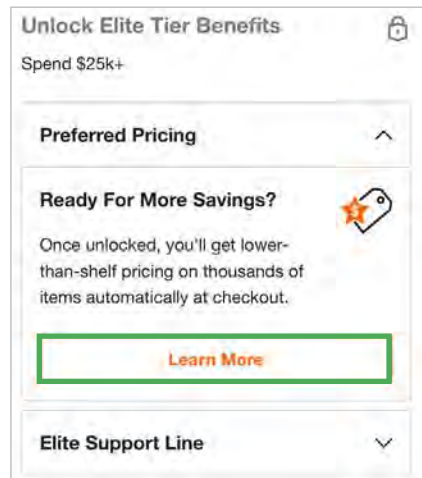 Unlock Elite Tier Benefits
Spend $25k+
Preferred Pricing
Ready For More Savings?
Once unlocked, you'll get lower-
than-shelf pricing on thousands of
items automatically at checkout.
Learn More
Elite Support Line